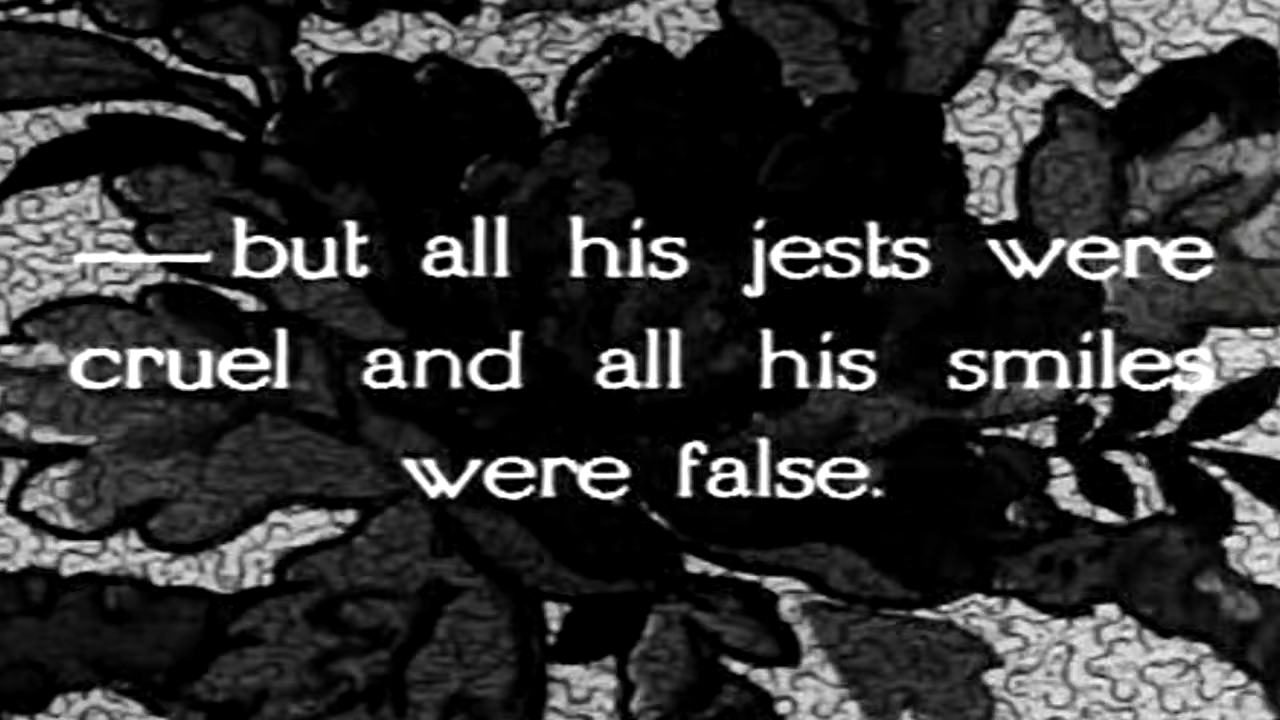 —but all his jests were
cruel and all his smiles
were false.